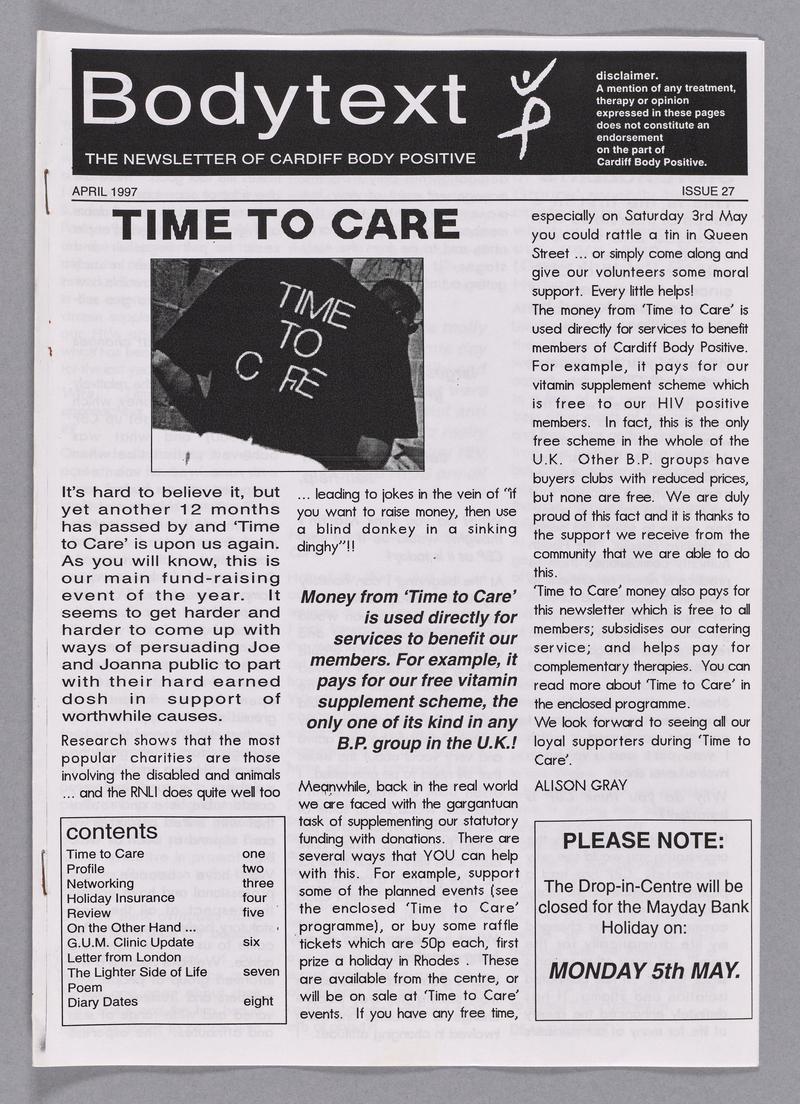 Bodytext
THE NEWSLETTER OF CARDIFF BODY POSITIVE
disclaimer.
A mention of any treatment,
therapy or opinion
expressed in these pages
does not constitute an
endorsement
on the part of
Cardiff Body Positive.
APRIL 1997
ISSUE 27
TIME TO CARE
TIME
TO
C RE
It's hard to believe it, but
yet another 12 months
has passed by and 'Time
to Care' is upon us again.
As you will know, this is
our main fund-raising
event of the year. It
seems to get harder and
harder to come up with
ways of persuading Joe
and Joanna public to part
with their hard earned
dosh in support of
worthwhile causes.
Research shows that the most
popular charities are those
involving the disabled and animals
... and the RNLI does quite well too
contents
Time to Care one
Profile two
Networking three
Holiday Insurance four
Review five
On the Other Hand ...
G.U.M. Clinic Update six
Letter from London
The Lighter Side of Life seven
Poem
Diary Dates eight
... leading to jokes in the vein of "if
you want to raise money, then use
a blind donkey in a sinking
dinghy"!!
Money from 'Time to Care'
is used directly for
services to benefit our
members. For example, it
pays for our free vitamin
supplement scheme, the
only one of its kind in any
B.P. group in the U.K.!
Meanwhile, back in the real world
we are faced with the gargantuan
task of supplementing our statutory
funding with donations. There are
several ways that YOU can help
with this. For example, support
some of the planned events (see
the enclosed 'Time to Care'
programme), or buy some raffle
tickets which are 50p each, first
prize a holiday in Rhodes . These
are available from the centre, or
will be on sale at 'Time to Care'
events. If you have any free time,
especially on Saturday 3rd May
you could rattle a tin in Queen
Street ... or simply come along and
give our volunteers some moral
support. Every little helps!
The money from 'Time to Care' is
used directly for services to benefit
members of Cardiff Body Positive.
For example, it pays for our
vitamin supplement scheme which
is free to our HIV positive
members. In fact, this is the only
free scheme in the whole of the
U.K. Other B.P. groups have
buyers clubs with reduced prices,
but none are free. We are duly
proud of this fact and it is thanks to
the support we receive from the
community that we are able to do
this.
'Time to Care' money also pays for
this newsletter which is free to all
members; subsidises our catering
service; and helps pay for
complementary therapies. You can
read more about 'Time to Care' in
the enclosed programme.
We look forward to seeing all our
loyal supporters during 'Time to
Care'.
ALISON GRAY
PLEASE NOTE:
The Drop-in-Centre will be
closed for the Mayday Bank
Holiday on:
MONDAY 5th MAY.